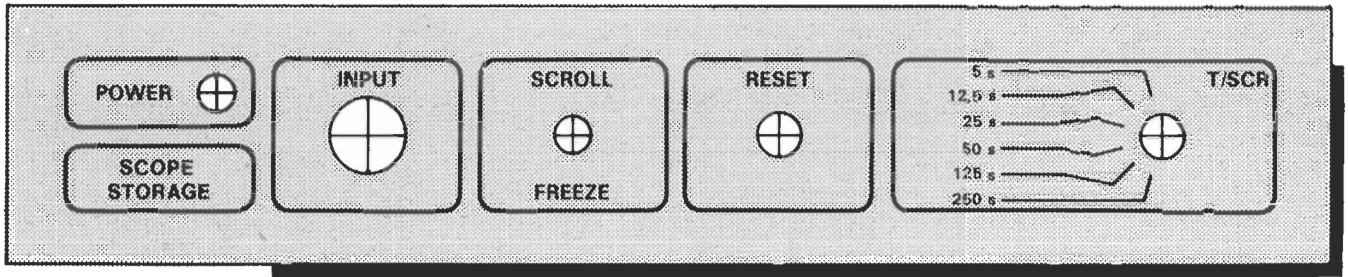 POWER
SCOPE
STORAGE
INPUT
SCROLL
FREEZE
RESET
5 s
12,5 s
25 s
50 s
125 s
250 s
T/SCR